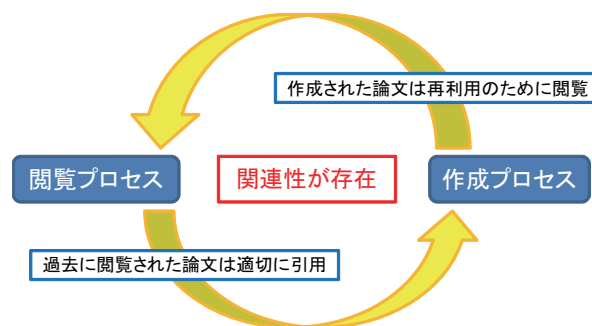 作成された論文は再利用のために閲覧
閲覧プロセス
関連性が存在
作成プロセス
過去に閲覧された論文は適切に引用